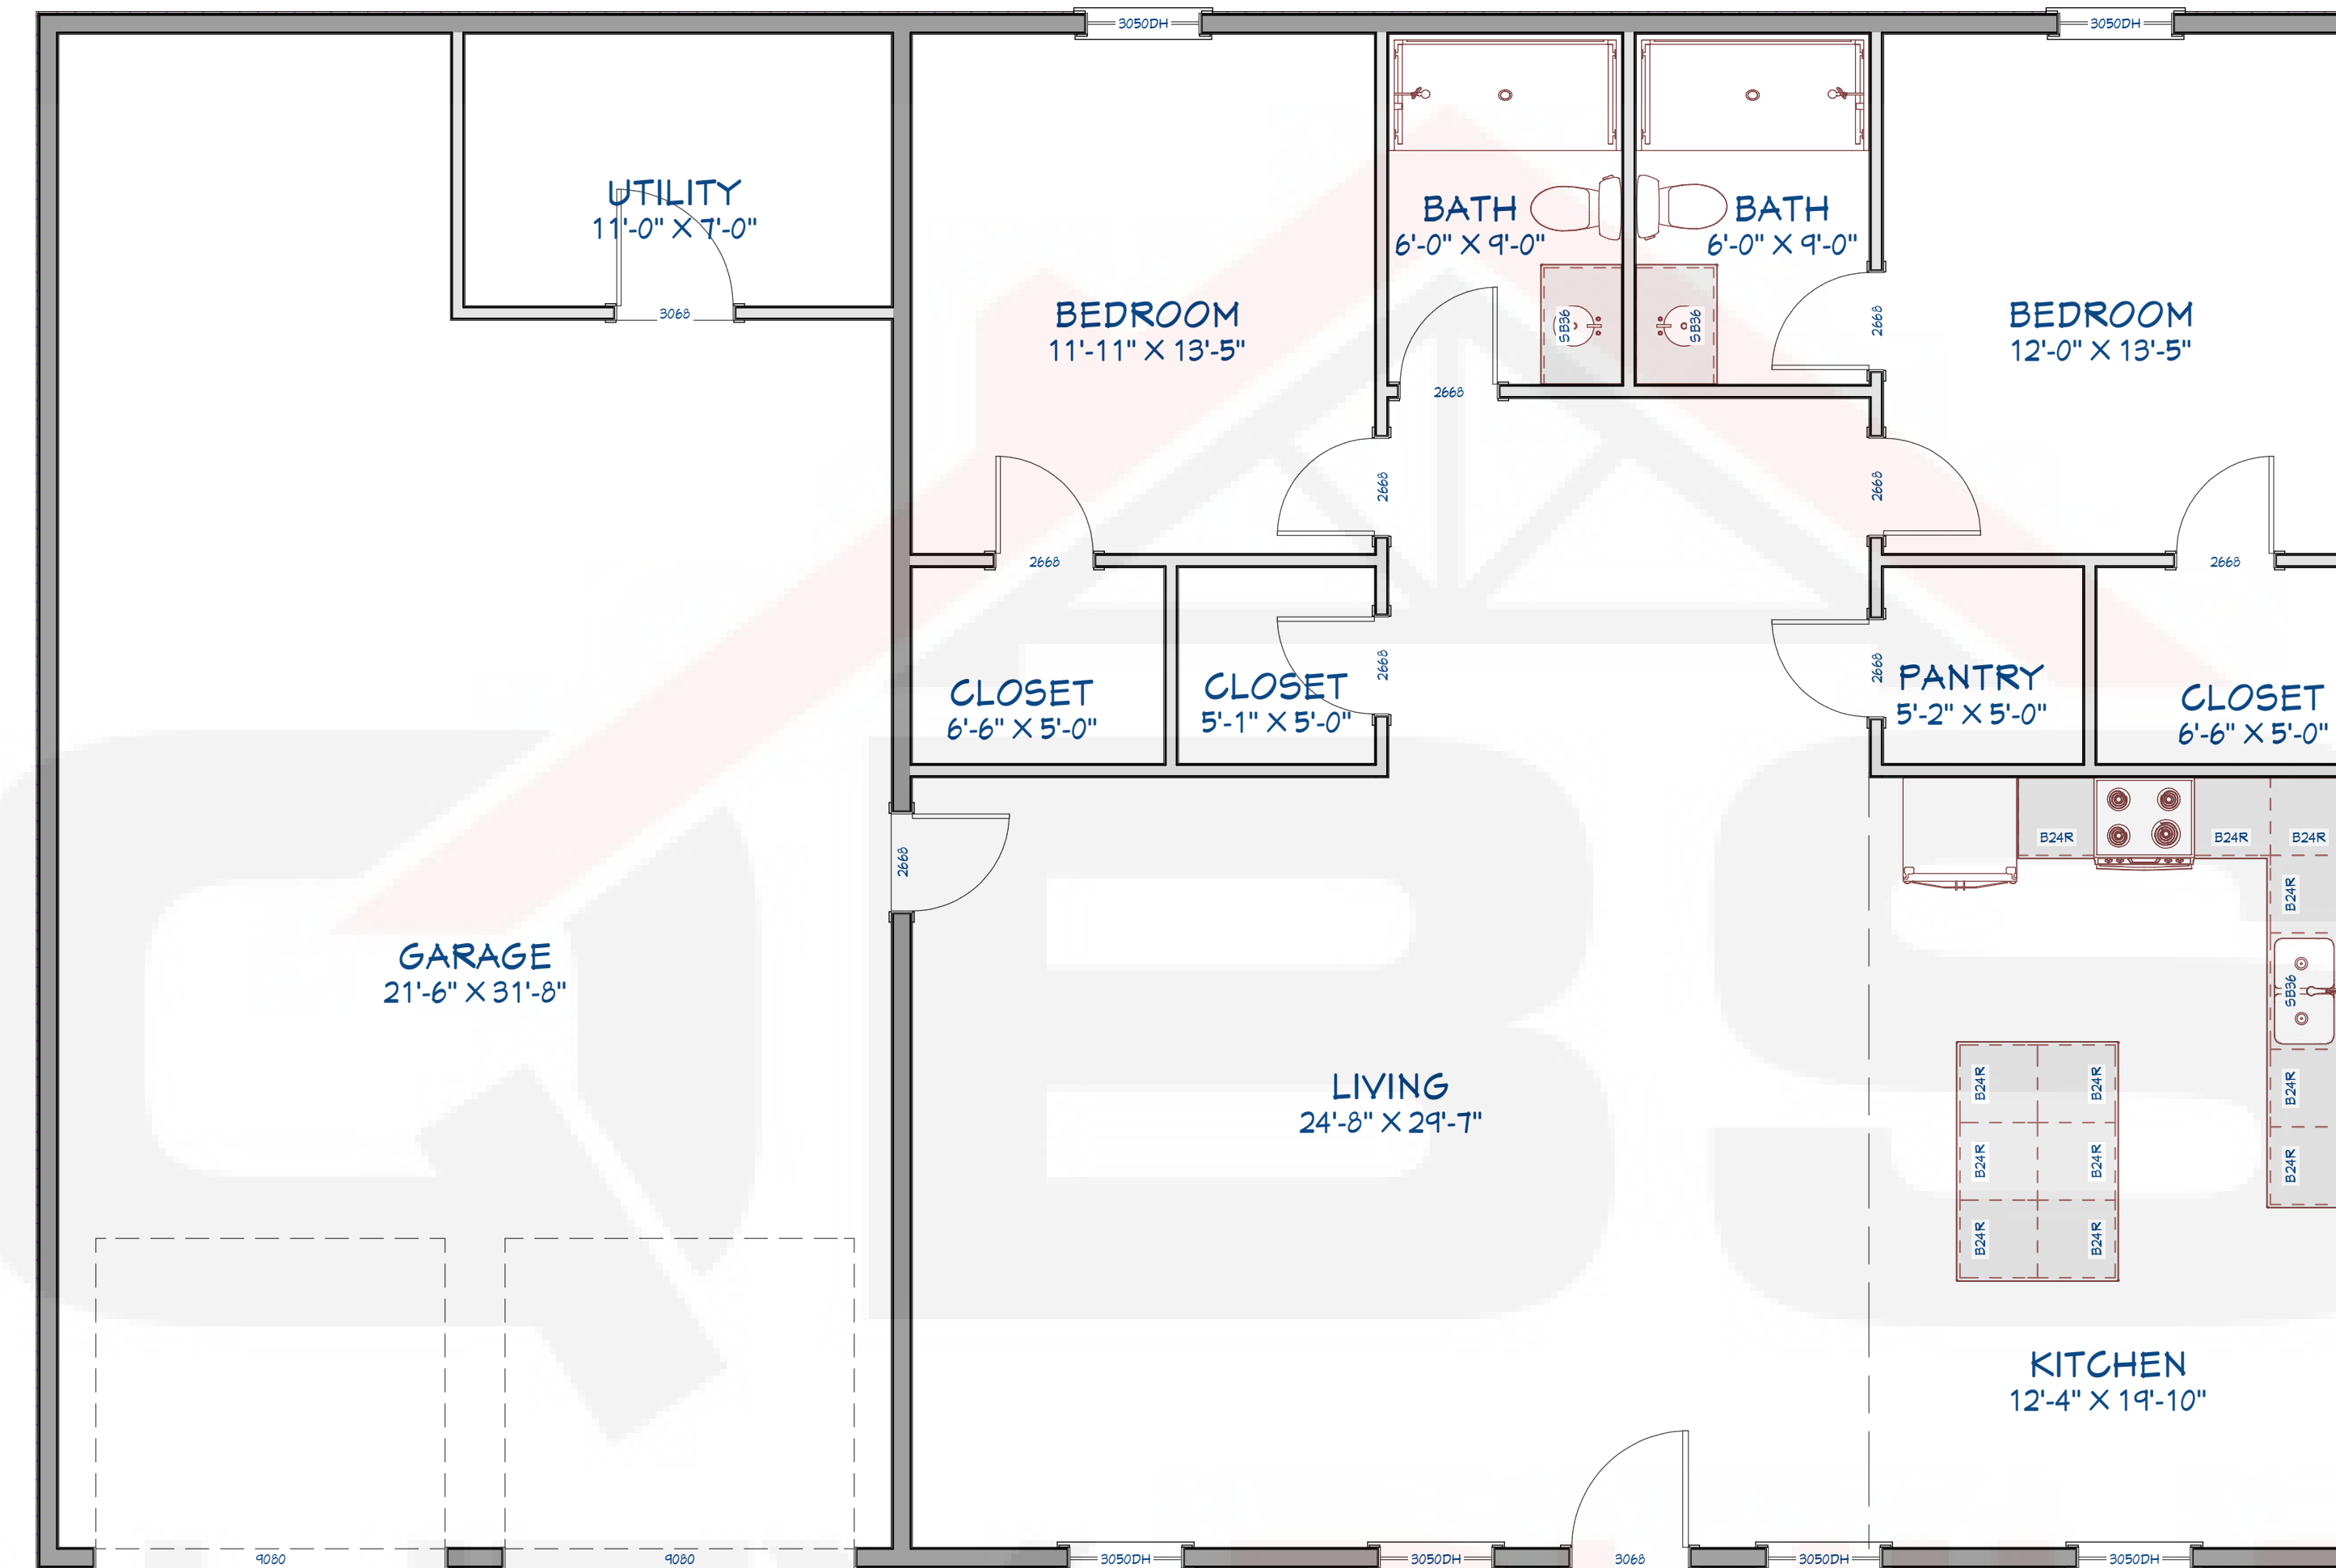 3050DH
3050DH
UTILITY
11'-0" X 7'-0"
BATH
6'-0" X 9'-0"
BATH
6'-0" X 9'-0"
3068
BEDROOM
11'-11" X 13'-5"
SB36
SB36
2668
BEDROOM
12'-0" X 13'-5"
2668
2668
2668
2668
2668
CLOSET
6'-6" X 5'-0"
CLOSET
5'-1" X 5'-0"
2668
2668
PANTRY
5'-2" X 5'-0"
CLOSET
6'-6" X 5'-0"
2668
B24R
B24R
B24R
B24R
GARAGE
21'-6" X 31'-8"
SB36
LIVING
24'-8" X 29'-7"
B24R
B24R
B24R
B24R
B24R
B24R
B24R
B24R
KITCHEN
12'-4" X 19'-10"
9080
9080
3050DH
3050DH
3068
3050DH
3050DH